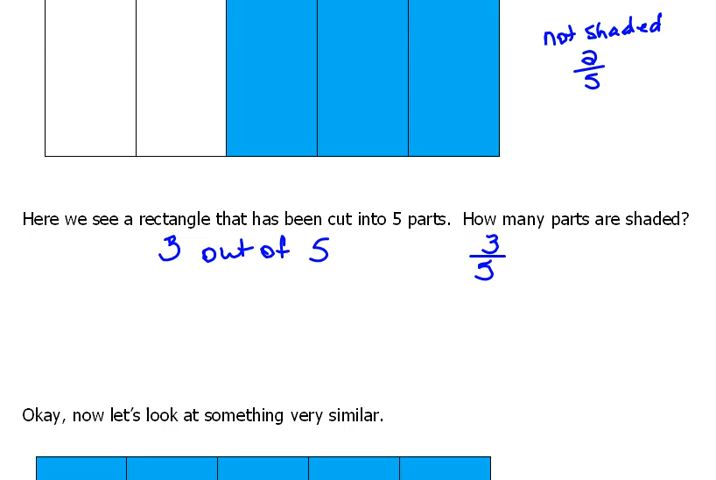 not shaded
2
5
Here we see a rectangle that has been cut into 5 parts. How many parts are shaded?
3 out of 5
3
5
Okay, now let's look at something very similar.